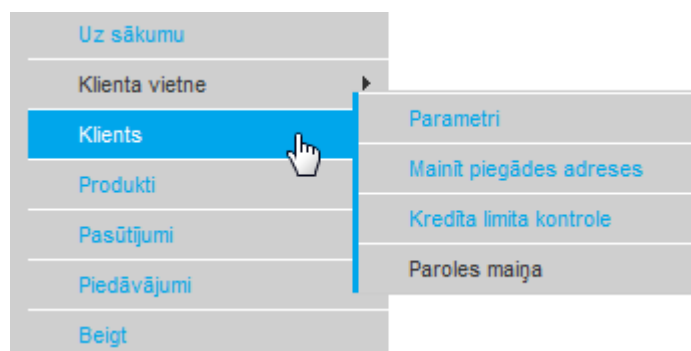 Uz sākumu
Klienta vietne
Klients
Produkti
Pasūtījumi
Piedāvājumi
Beigt
Parametri
Mainīt piegādes adreses
Kredīta limita kontrole
Paroles maiņa